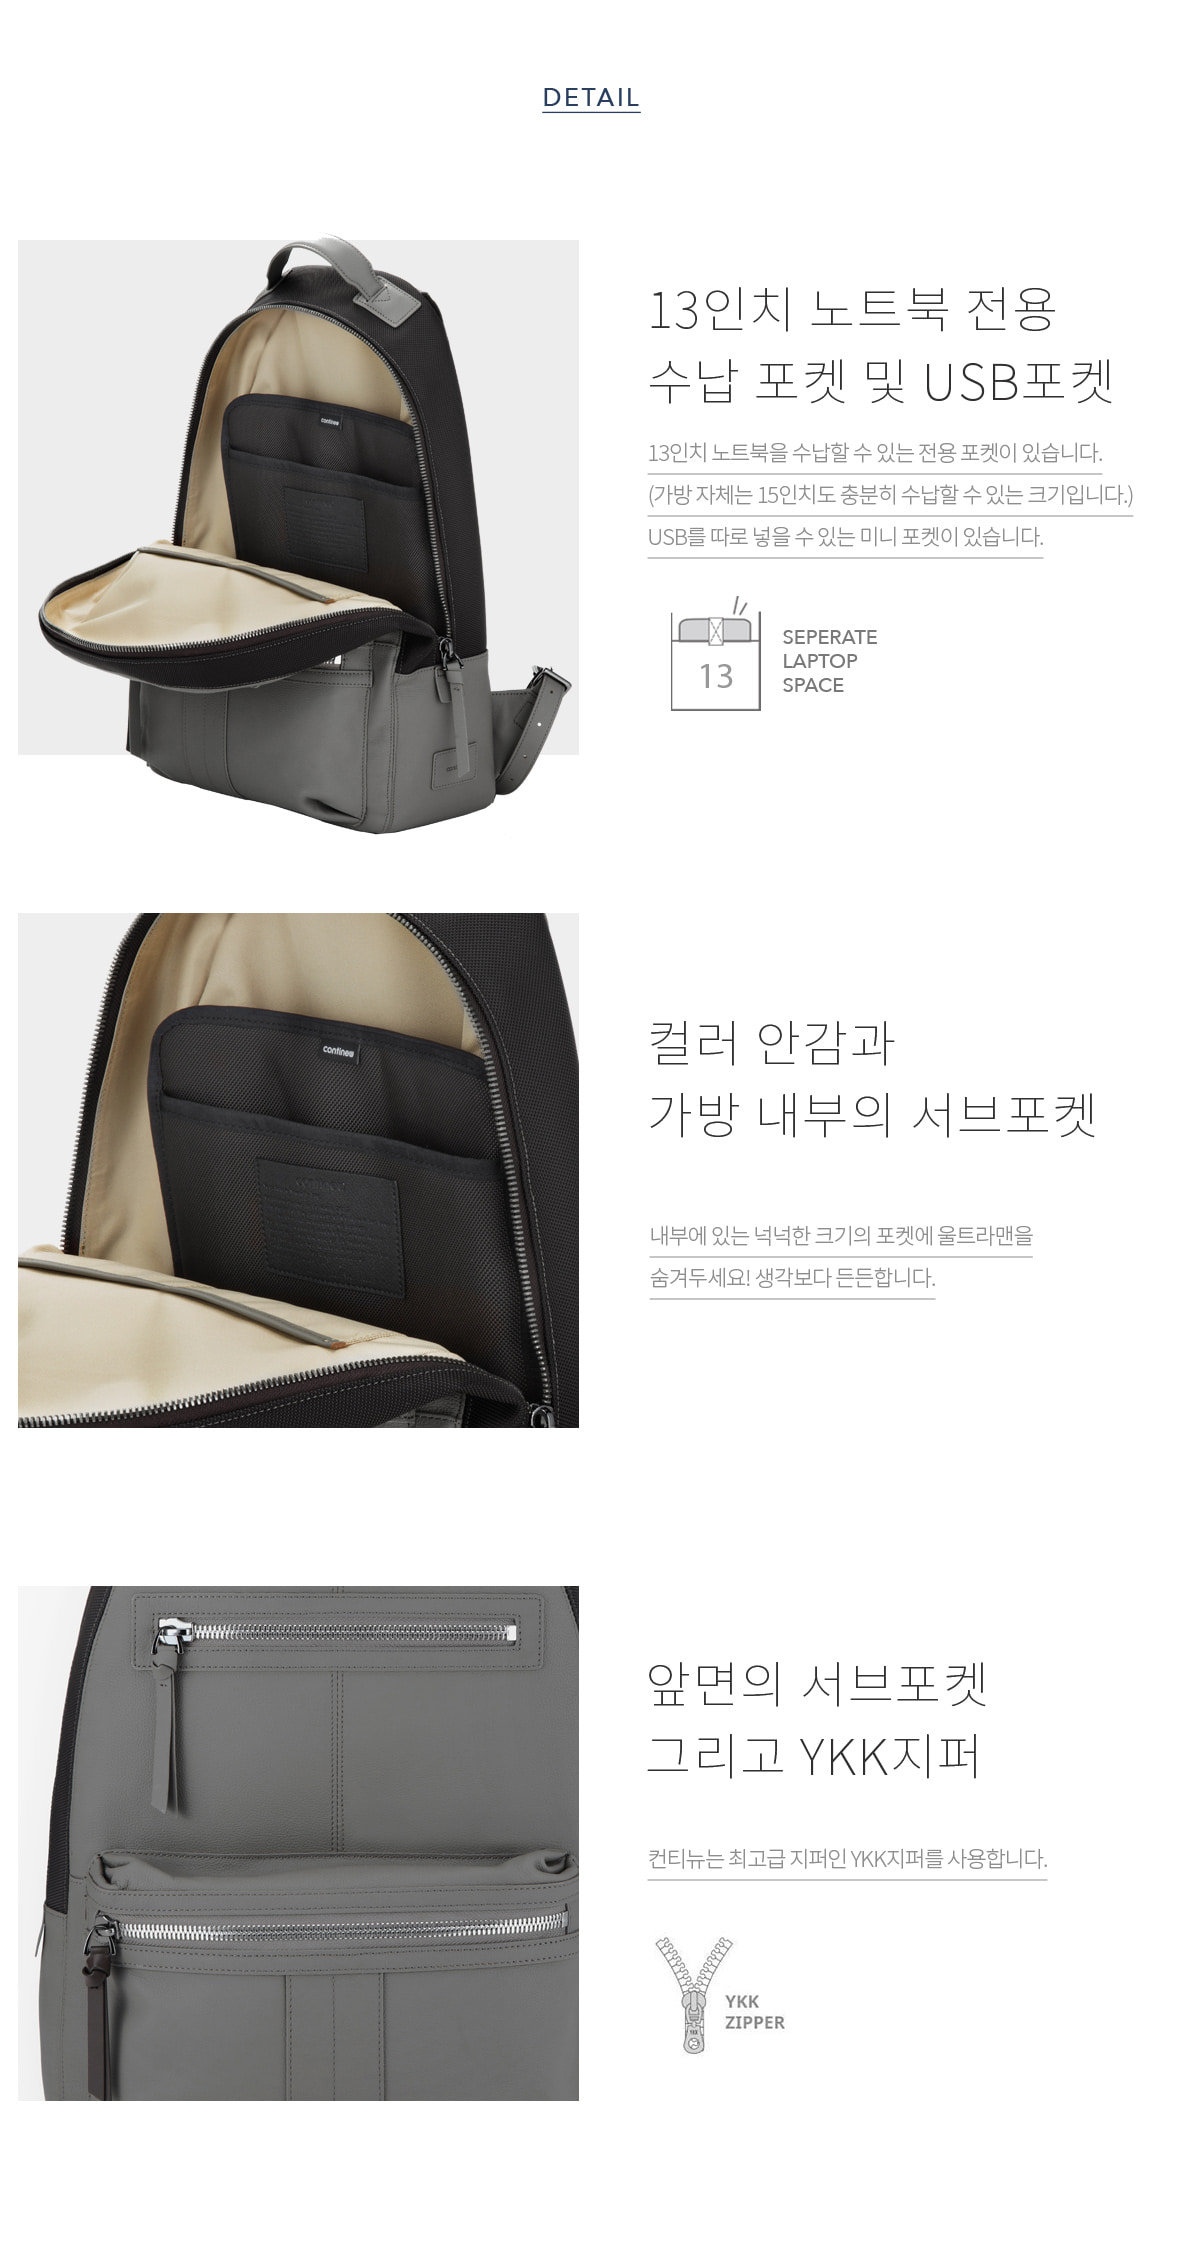 DETAIL
13인치 노트북 전용
수납 포켓 및 USB포켓
13인치 노트북을 수납할 수 있는 전용 포켓이 있습니다.
(가방 자체는 15인치도 충분히 수납할 수 있는 크기입니다.)
USB를 따로 넣을 수 있는 미니 포켓이 있습니다.
continew
13
SEPERATE
LAPTOP
SPACE
컬러 안감과
가방 내부의 서브포켓
continew
내부에 있는 넉넉한 크기의 포켓에 울트라맨을
숨겨두세요! 생각보다 든든합니다.
앞면의 서브포켓
그리고 YKK지퍼
컨티뉴는 최고급 지퍼인 YKK지퍼를 사용합니다.
YKK
YKK
ZIPPER